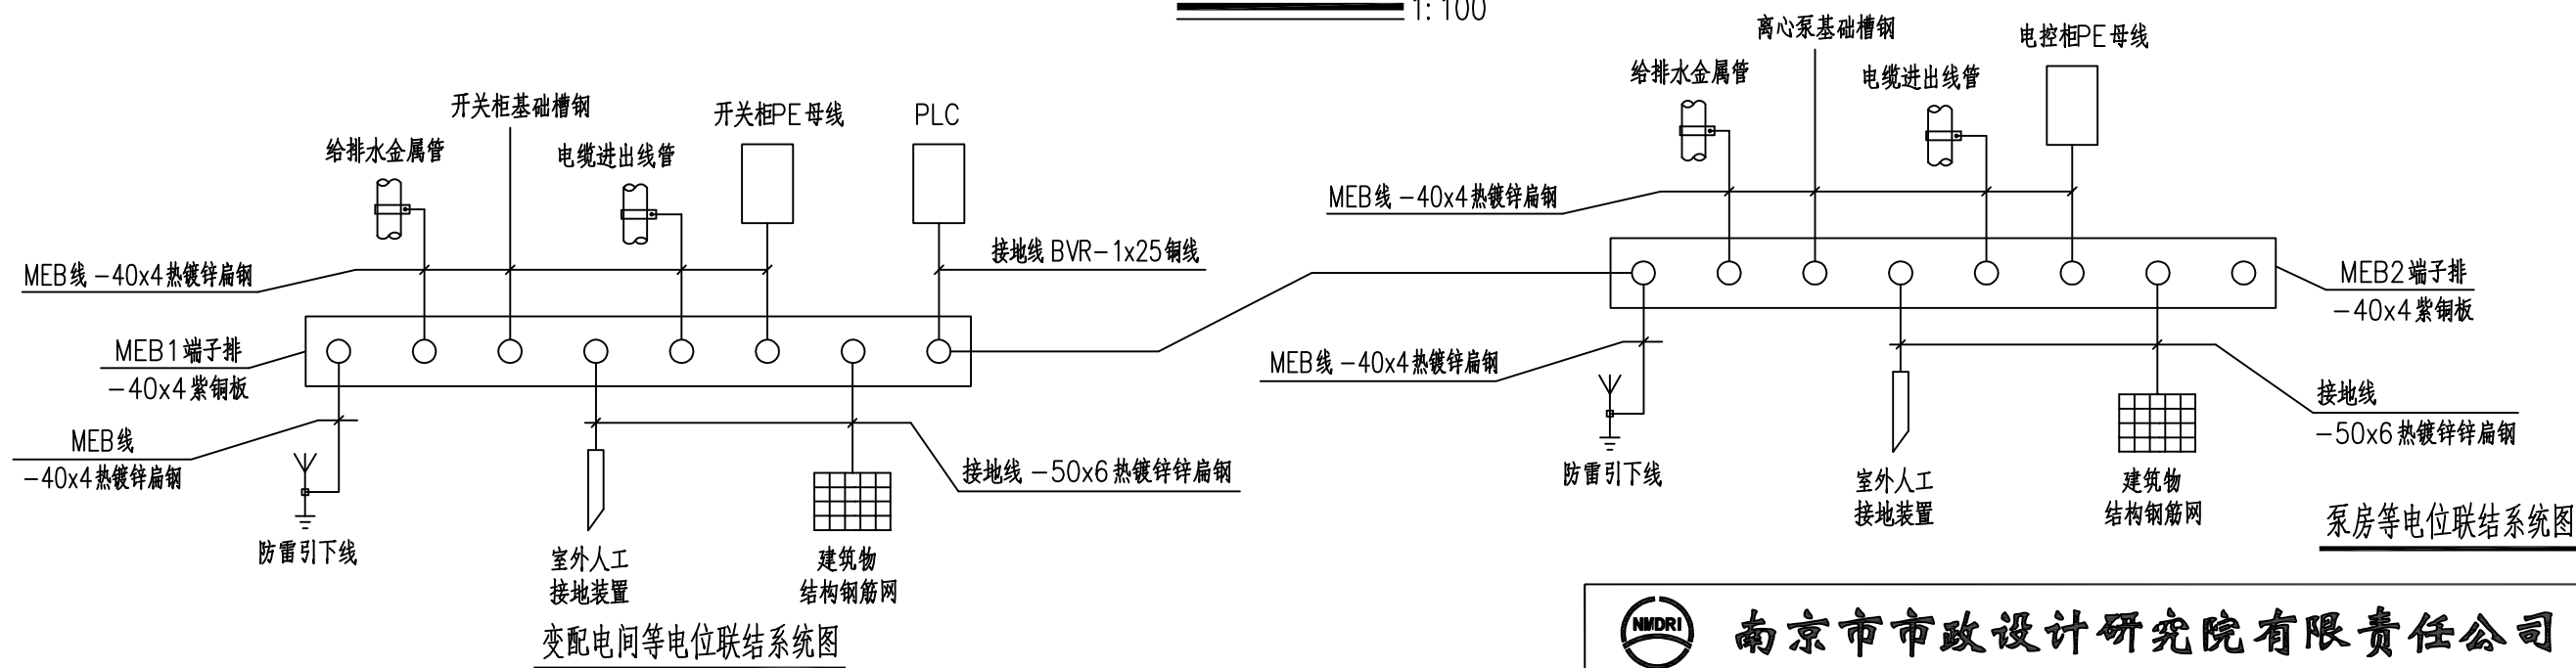 1: 100
开关柜基础槽钢
开关柜PE母线
PLC
给排水金属管
电缆进出线管
MEB线 -40x4热镀锌扁钢
接地线 BVR-1x25铜线
MEB1端子排
-40x4紫铜板
MEB线
-40x4热镀锌扁钢
防雷引下线
室外人工
接地装置
建筑物
结构钢筋网
接地线 -50x6热镀锌锌扁钢
变配电间等电位联结系统图
离心泵基础槽钢
电控柜PE母线
给排水金属管
电缆进出线管
MEB线 -40x4热镀锌扁钢
MEB2端子排
-40x4紫铜板
MEB线 -40x4热镀锌扁钢
接地线
-50x6热镀锌锌扁钢
防雷引下线
室外人工
接地装置
建筑物
结构钢筋网
泵房等电位联结系统图
NMDRI
南京市市政设计研究院有限责任公司